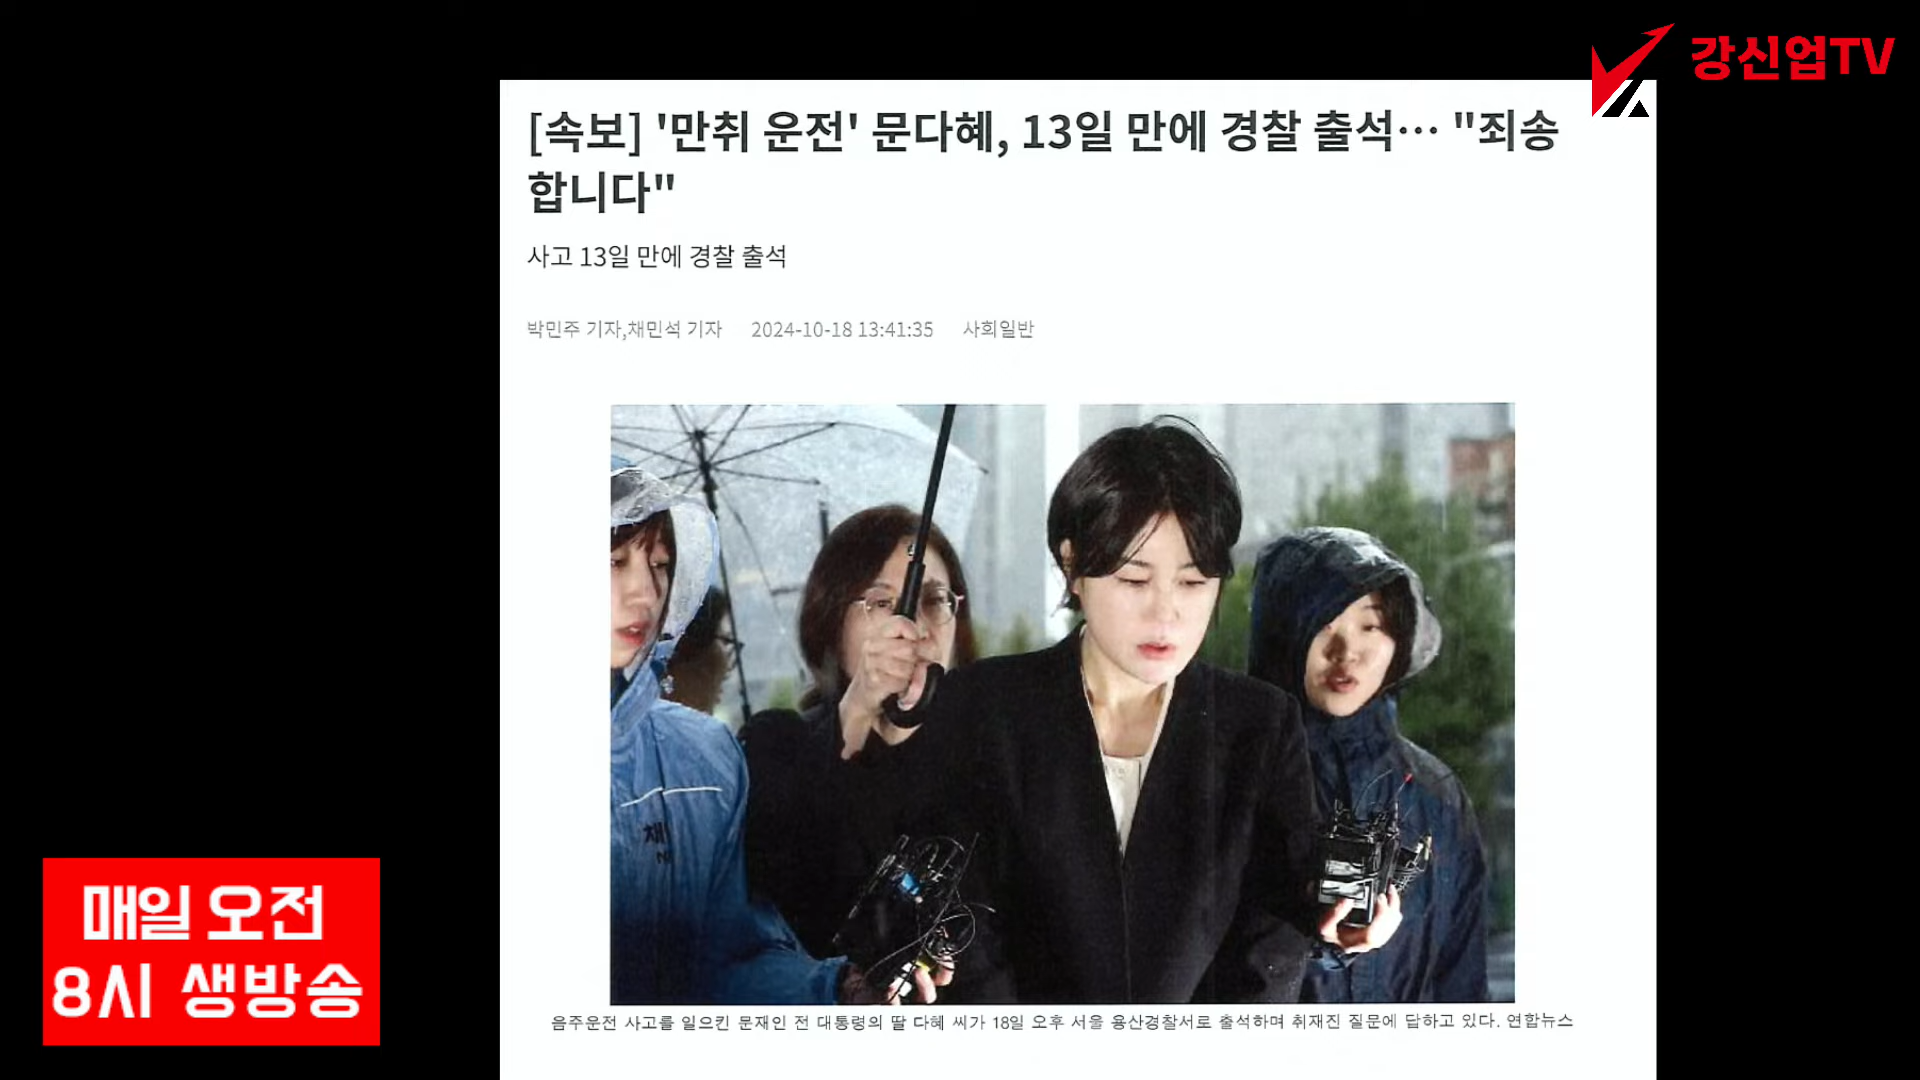 강신업TV
[속보] '만취 운전' 문다혜, 13일 만에 경찰 출석… "죄송
합니다"
사고 13일 만에 경찰 출석
박민주 기자,채민석 기자 2024-10-18 13:41:35 사회일반
채
N
음주운전 사고를 일으킨 문재인 전 대통령의 딸 다혜 씨가 18일 오후 서울 용산경찰서로 출석하며 취재진 질문에 답하고 있다. 연합뉴스
매일 오전
8시 생방송